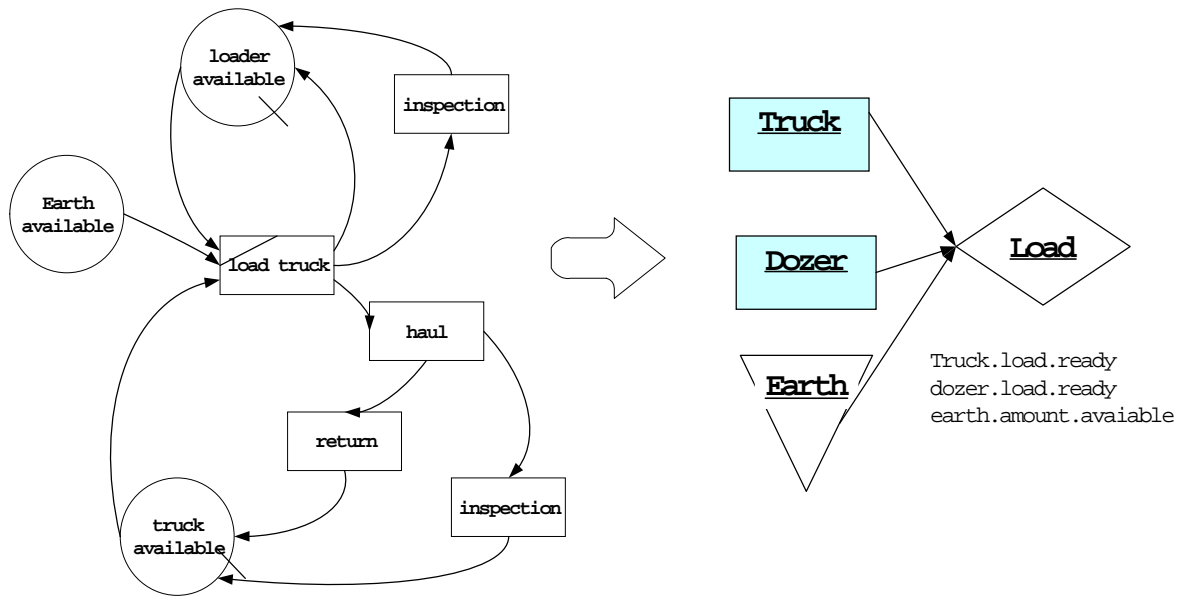 loader
available
inspection
Earth
available
load truck
haul
return
inspection
truck
available
Truck
Dozer
Earth
Load
Truck.load.ready
dozer.load.ready
earth.amount.avaiable